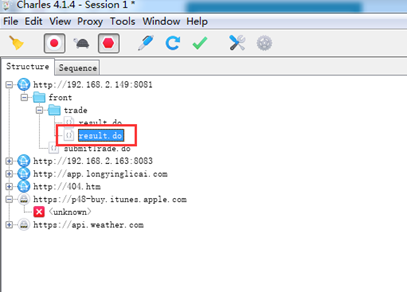 Charles 4.1.4 - Session 1 *
File Edit View Proxy Tools Window Help
Structure Sequence
http://192.168.2.149:8081
front
trade
result.do
result.do
submitTrade.do
http://192.168.2.163:8083
http://app.longyinglicai.com
http://404.htm
https://p48-buy.itunes.apple.com
<unknown>
https://api.weather.com